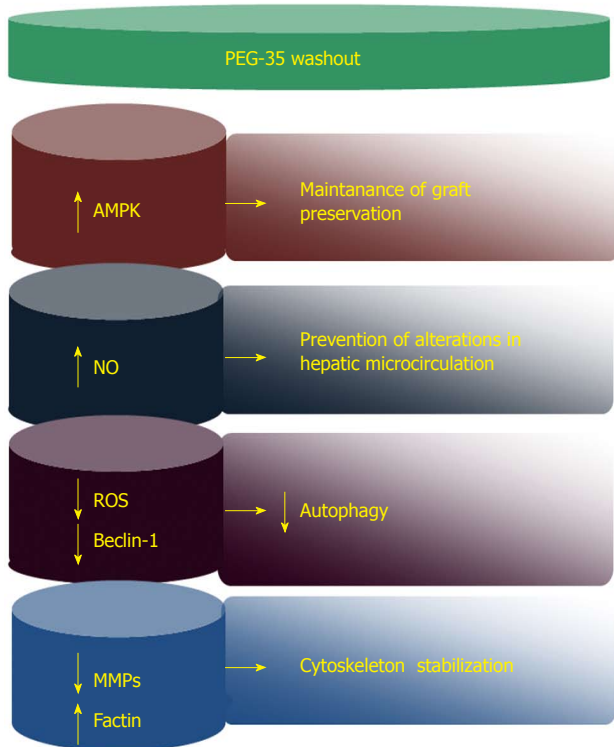 PEG-35 washout
AMPK
Maintanance of graft
preservation
NO
Prevention of alterations in
hepatic microcirculation
ROS
Beclin-1
Autophagy
MMPs
Factin
Cytoskeleton stabilization